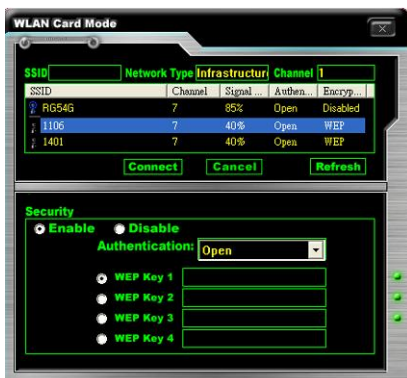 WLAN Card Mode
SSID Network Type Infrastructur Channel 1
SSID Channel Signal ... Authen... Encryp...
RG54G 7 85% Open Disabled
1106 7 40% Open WEP
1401 7 40% Open WEP
Connect Cancel Refresh
Security
Enable Disable
Authentication: Open
WEP Key 1
WEP Key 2
WEP Key 3
WEP Key 4